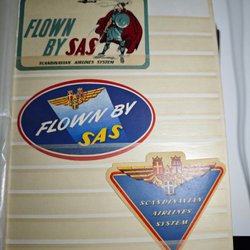 FLOWN
BY SAS
SCANDINAVIAN AIRLINES SYSTEM
FLOWN BY
SAS
SCANDINAVIAN
AIRLINES
SYSTEM